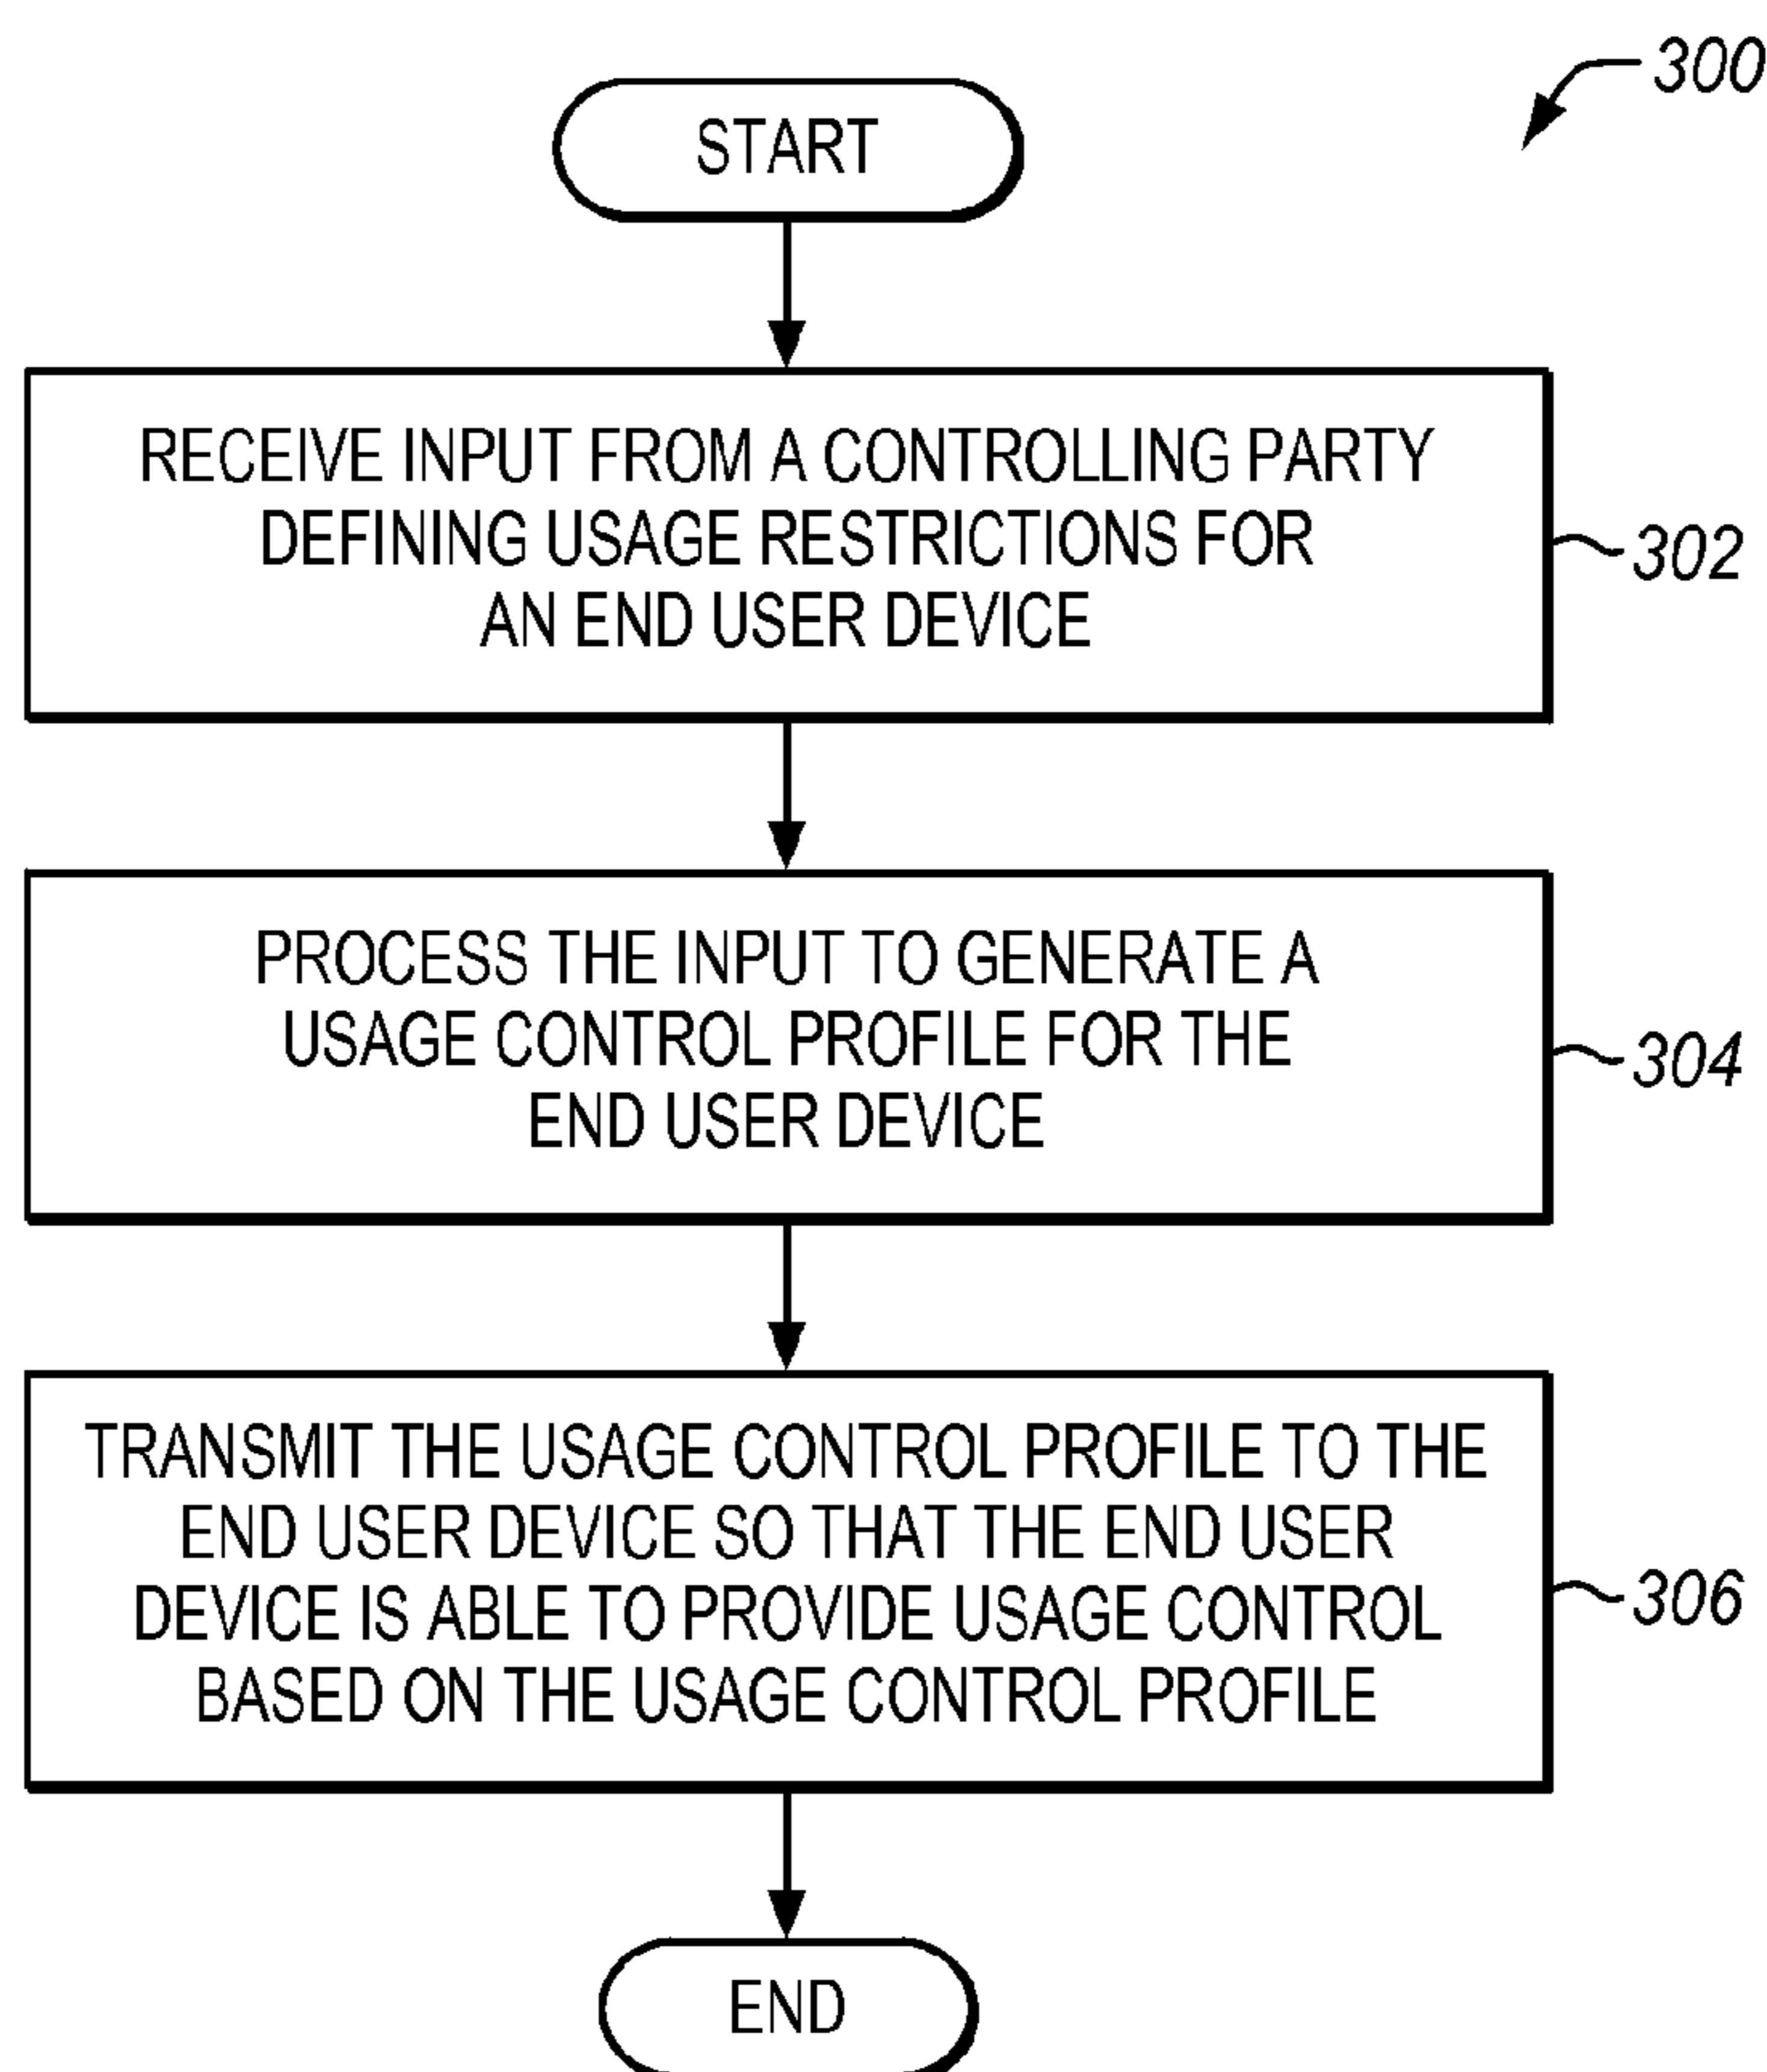 300
START
RECEIVE INPUT FROM A CONTROLLING PARTY
DEFINING USAGE RESTRICTIONS FOR
AN END USER DEVICE
302
PROCESS THE INPUT TO GENERATE A
USAGE CONTROL PROFILE FOR THE
END USER DEVICE
304
TRANSMIT THE USAGE CONTROL PROFILE TO THE
END USER DEVICE SO THAT THE END USER
DEVICE IS ABLE TO PROVIDE USAGE CONTROL
BASED ON THE USAGE CONTROL PROFILE
306
END